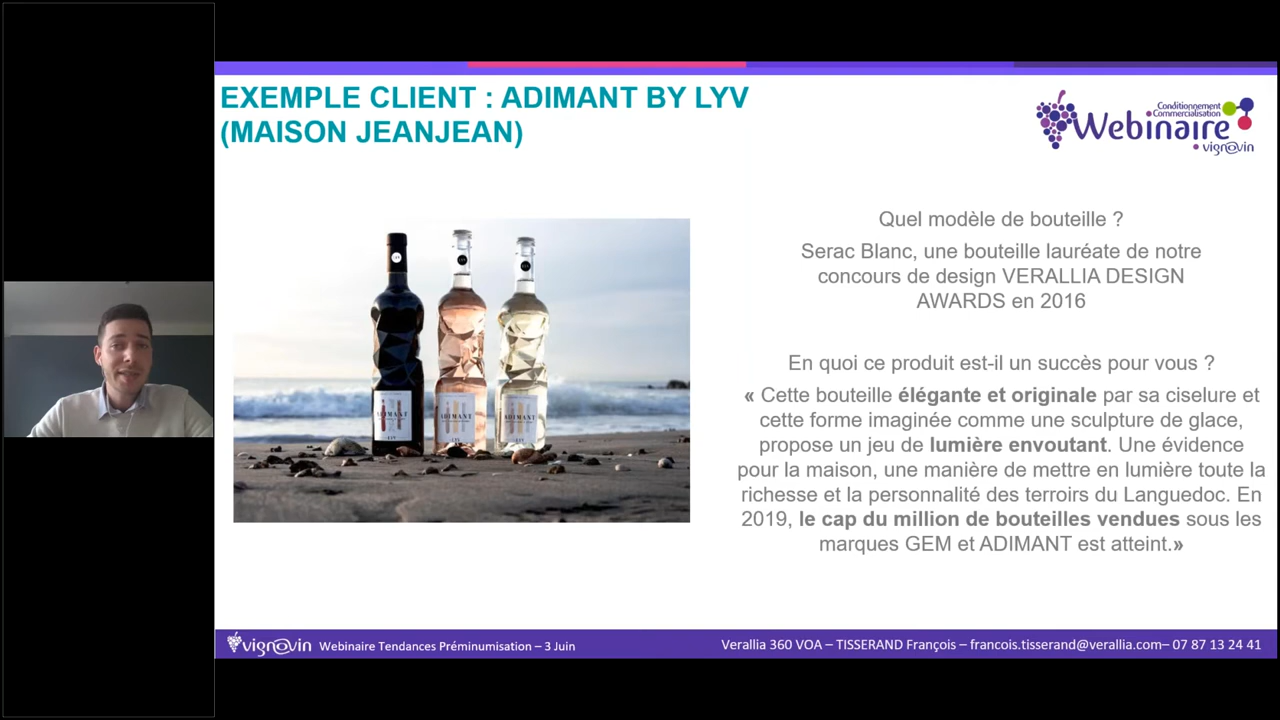 EXEMPLE CLIENT : ADIMANT BY LYV
(MAISON JEANJEAN)
Conditionnement
Commercialisation
Webinaire
vignovin
Quel modèle de bouteille ?
Serac Blanc, une bouteille lauréate de notre
concours de design VERALLIA DESIGN
AWARDS en 2016
En quoi ce produit est-il un succès pour vous ?
« Cette bouteille élégante et originale par sa ciselure et
cette forme imaginée comme une sculpture de glace,
propose un jeu de lumière envoutant. Une évidence
pour la maison, une manière de mettre en lumière toute la
richesse et la personnalité des terroirs du Languedoc. En
2019, le cap du million de bouteilles vendues sous les
marques GEM et ADIMANT est atteint.»
ADIMANT
ADIMANT
ADIMANT
vignovin Webinaire Tendances Préminumisation – 3 Juin
Verallia 360 VOA – TISSERAND François – francois.tisserand@verallia.com– 07 87 13 24 41